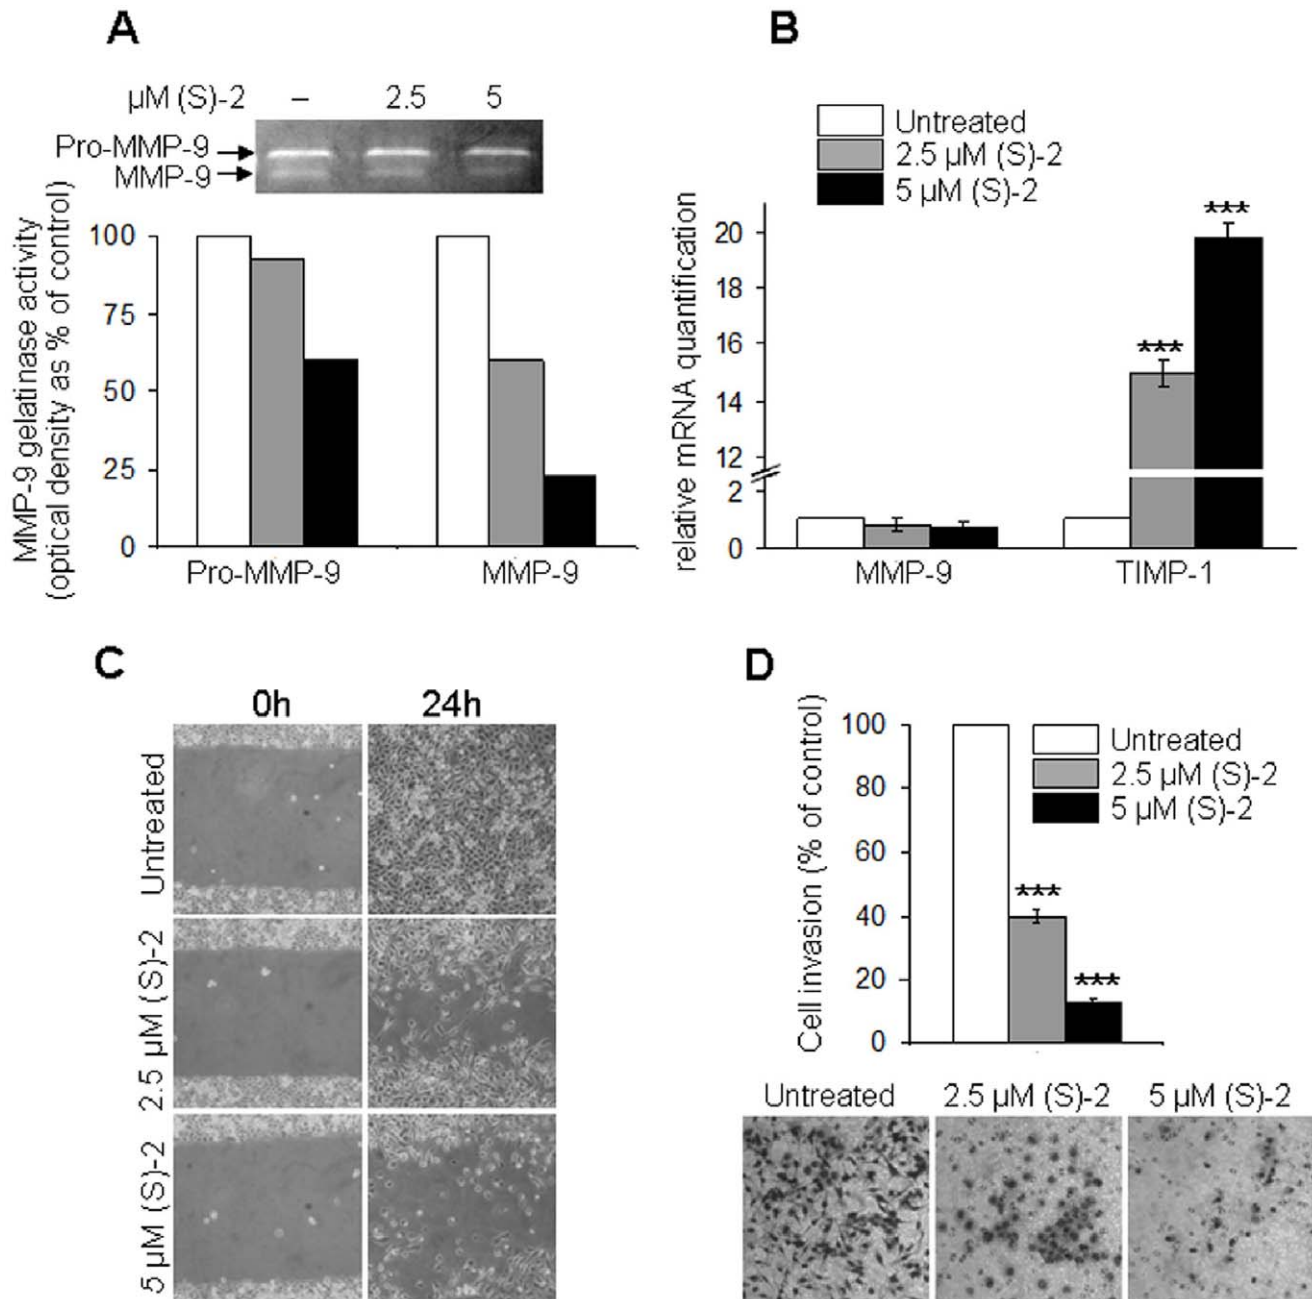 A
µM (S)-2 – 2.5 5
Pro-MMP-9
MMP-9
MMP-9 gelatinase activity
(optical density as % of control)
100
75
50
25
0
Pro-MMP-9 MMP-9
B
Untreated
2.5 µM (S)-2
5 µM (S)-2
relative mRNA quantification
20
18
16
14
12
2
0
***
***
MMP-9 TIMP-1
C
0h 24h
Untreated
2.5 µM (S)-2
5 µM (S)-2
D
Cell invasion (% of control)
100
80
60
40
20
0
Untreated
2.5 µM (S)-2
5 µM (S)-2
***
***
Untreated 2.5 µM (S)-2 5 µM (S)-2